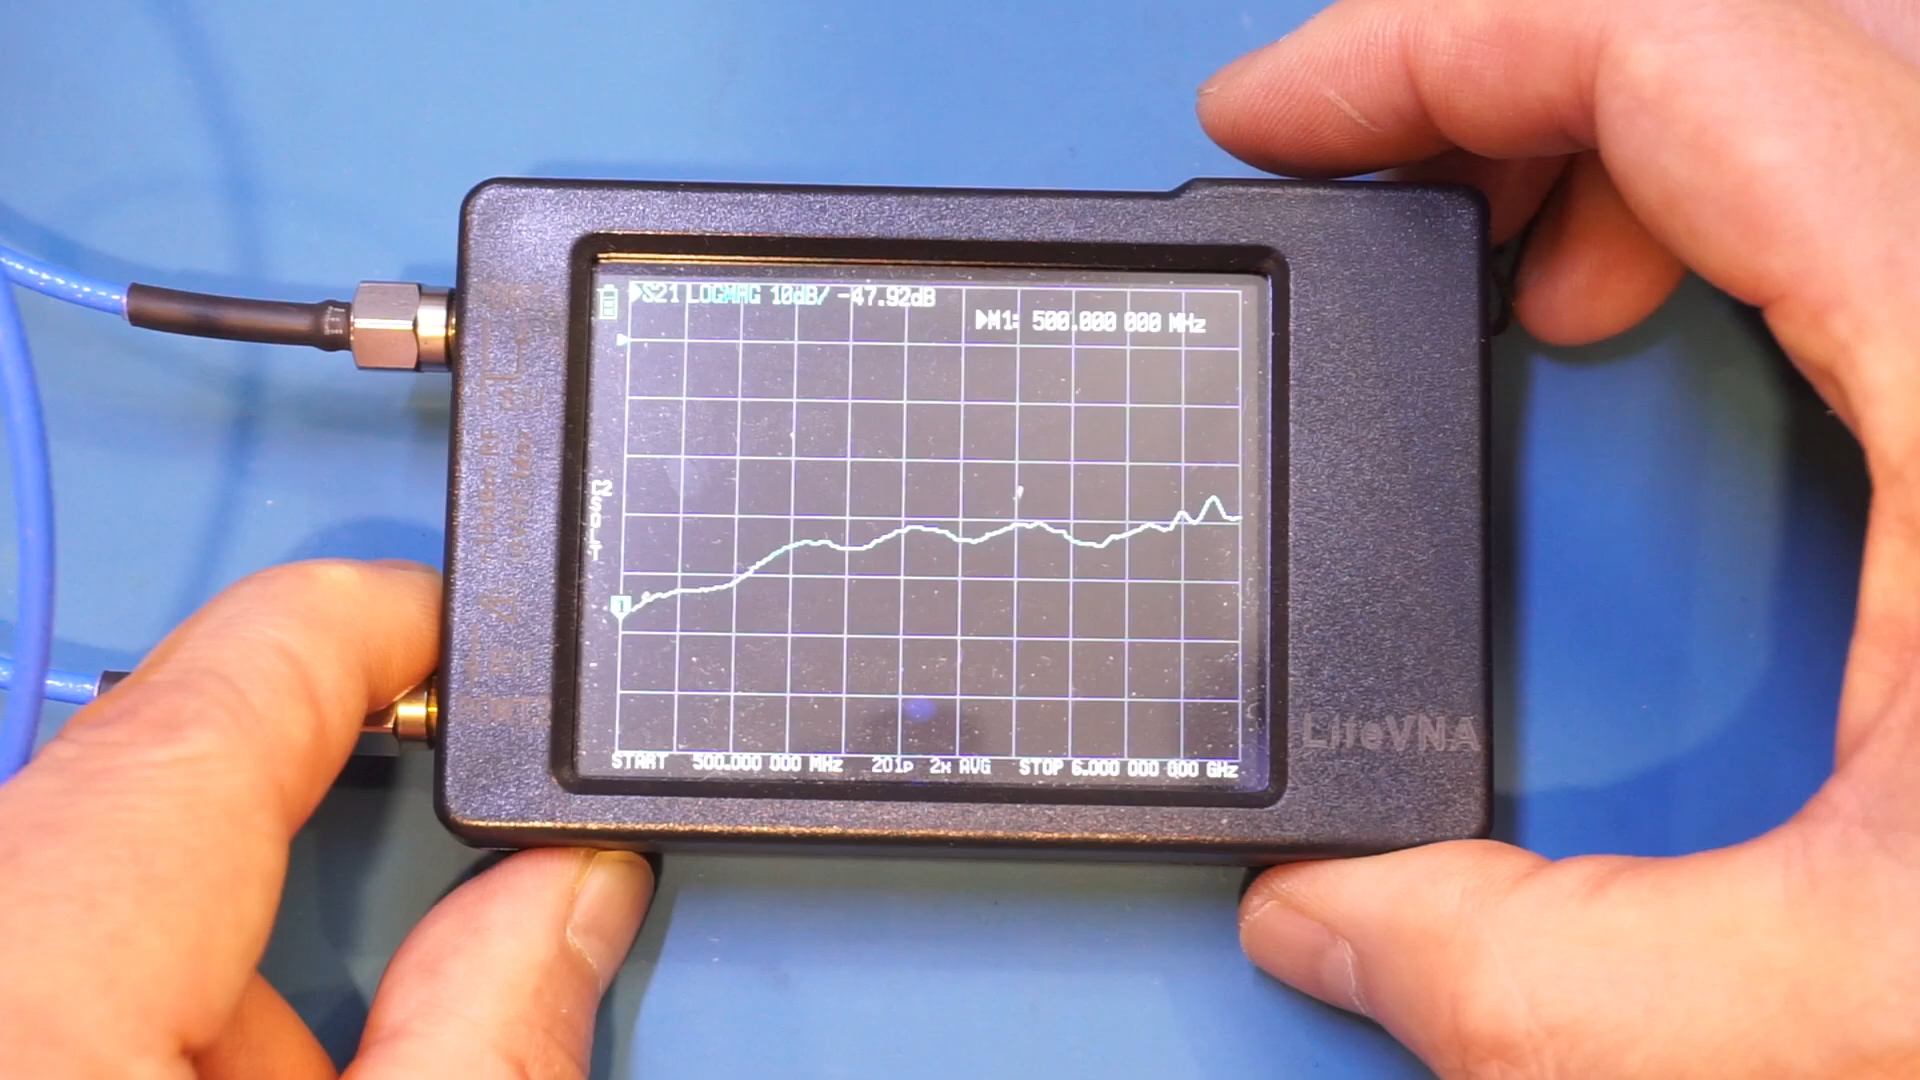 S21 LOGMAG 10dB/ -47.92dB
M1: 500.000 000 MHz
1
START 500.000 000 MHz 201p 2x AVG STOP 6.000 000 000 GHz
LiteVNA